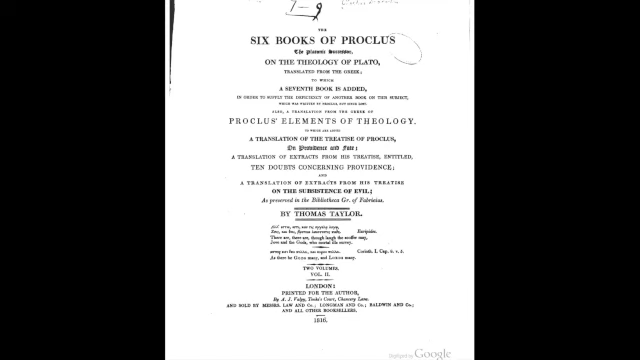 7-9
THE
SIX BOOKS OF PROCLUS
The Platonic Successor,
ON THE THEOLOGY OF PLATO,
TRANSLATED FROM THE GREEK;
TO WHICH
A SEVENTH BOOK IS ADDED,
IN ORDER TO SUPPLY THE DEFICIENCY OF ANOTHER BOOK ON THIS SUBJECT,
WHICH WAS WRITTEN BY PROCLUS, BUT SINCE LOST.
ALSO, A TRANSLATION FROM THE GREEK OF
PROCLUS' ELEMENTS OF THEOLOGY.
TO WHICH ARE ADDED
A TRANSLATION OF THE TREATISE OF PROCLUS,
On Providence and Fate;
A TRANSLATION OF EXTRACTS FROM HIS TREATISE, ENTITLED,
TEN DOUBTS CONCERNING PROVIDENCE;
AND
A TRANSLATION OF EXTRACTS FROM HIS TREATISE
ON THE SUBSISTENCE OF EVIL;
As preserved in the Bibliotheca Gr. of Fabricius.
BY THOMAS TAYLOR.
Euripides.
There are, there are, though laugh the scoffer may,
Jove and the Gods, who mortal ills survey.
Corinth. I. Cap. 8. v. 5.
As there be GODS many, and LORDS many.
TWO VOLUMES.
VOL. II.
LONDON:
PRINTED FOR THE AUTHOR,
By A. J. Valpy, Tooke's Court, Chancery Lane.
AND SOLD BY MESSRS. LAW AND CO.; LONGMAN AND CO.; BALDWIN AND CO.;
AND ALL OTHER BOOKSELLERS.
1816.
Digitized by Google